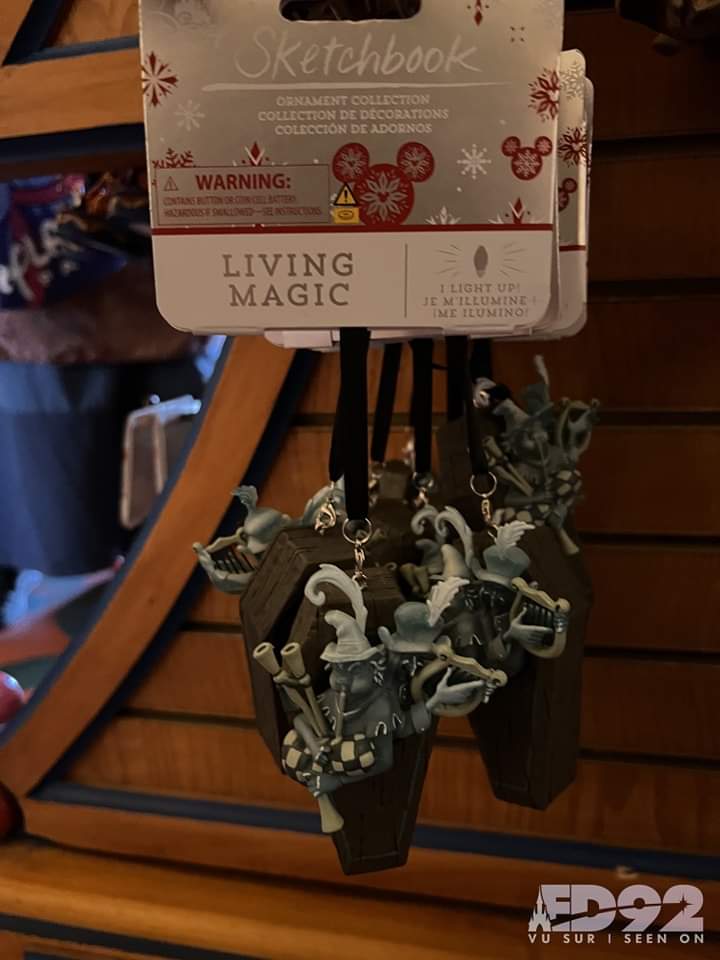 Sketchbook
ORNAMENT COLLECTION
COLLECTION DE DÉCORATIONS
COLECCIÓN DE ADORNOS
WARNING:
CONTAINS BUTTON OR COIN CELL BATTERY.
HAZARDOUS IF SWALLOWED—SEE INSTRUCTIONS.
LIVING
MAGIC
I LIGHT UP!
JE M'ILLUMINE !
¡ME ILUMINO!
ED92
VU SUR | SEEN ON